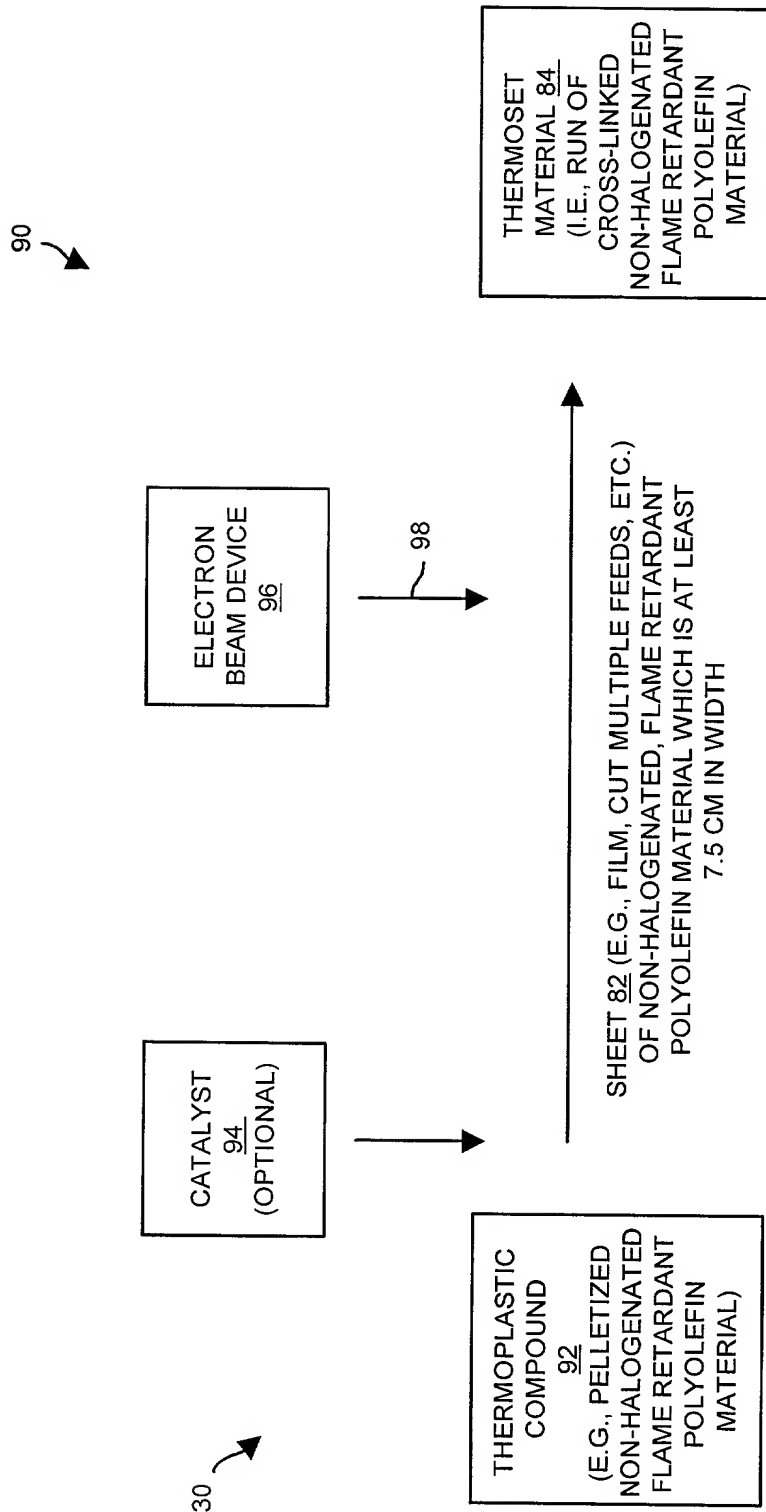 90
30
CATALYST
94
(OPTIONAL)
ELECTRON
BEAM DEVICE
96
98
THERMOPLASTIC
COMPOUND
92
(E.G., PELLETIZED
NON-HALOGENATED
FLAME RETARDANT
POLYOLEFIN
MATERIAL)
SHEET 82 (E.G., FILM, CUT MULTIPLE FEEDS, ETC.)
OF NON-HALOGENATED, FLAME RETARDANT
POLYOLEFIN MATERIAL WHICH IS AT LEAST
7.5 CM IN WIDTH
THERMOSET
MATERIAL 84
(I.E., RUN OF
CROSS-LINKED
NON-HALOGENATED
FLAME RETARDANT
POLYOLEFIN
MATERIAL)